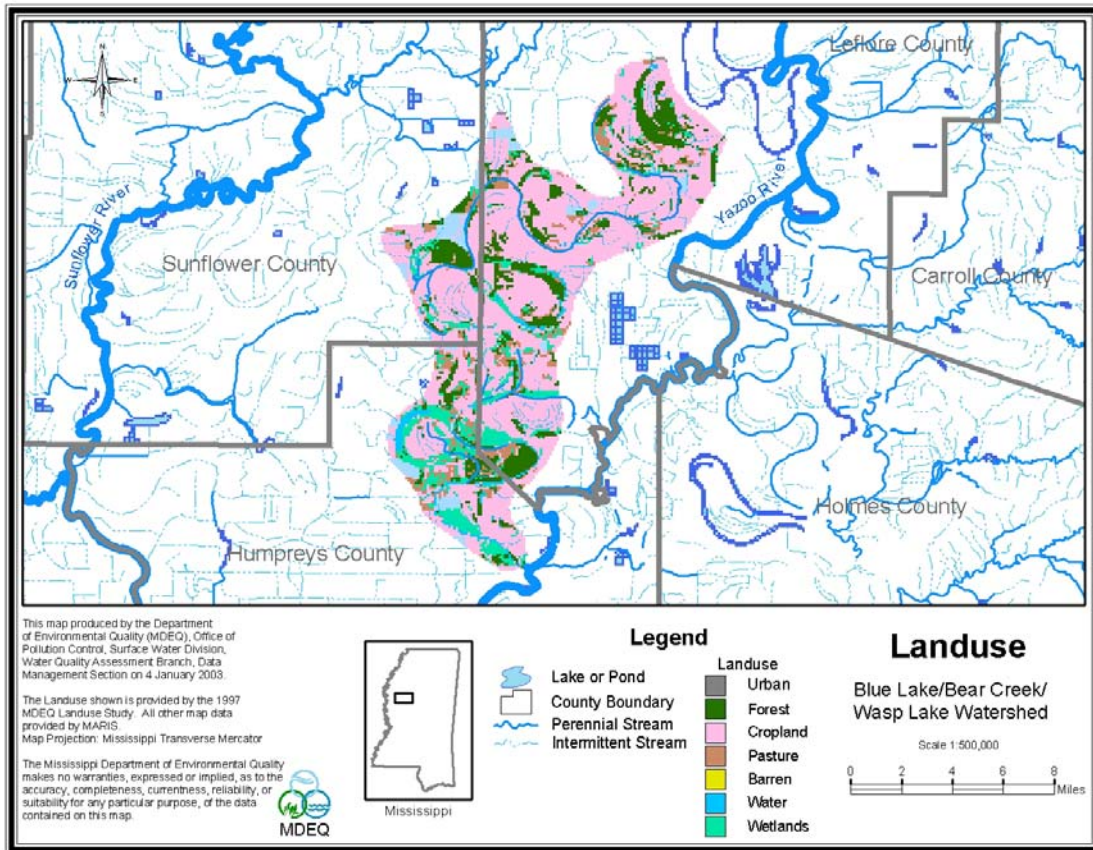 Leflore County
N
W
E
S
Sunflower River
Yazoo River
Sunflower County
Carroll County
Holmes County
Humpreys County
This map produced by the Department
of Environmental Quality (MDEQ), Office of
Pollution Control, Surface Water Division,
Water Quality Assessment Branch, Data
Management Section on 4 January 2003.
The Landuse shown is provided by the 1997
MDEQ Landuse Study. All other map data
provided by MARIS.
Map Projection: Mississippi Transverse Mercator
The Mississippi Department of Environmental Quality
makes no warranties, expressed or implied, as to the
accuracy, completeness, currentness, reliability, or
suitability for any particular purpose, of the data
contained on this map.
MDEQ
Mississippi
Legend
Lake or Pond
County Boundary
Perennial Stream
Intermittent Stream
Landuse
Urban
Forest
Cropland
Pasture
Barren
Water
Wetlands
Landuse
Blue Lake/Bear Creek/
Wasp Lake Watershed
Scale 1:500,000
0 2 4 6 8
Miles